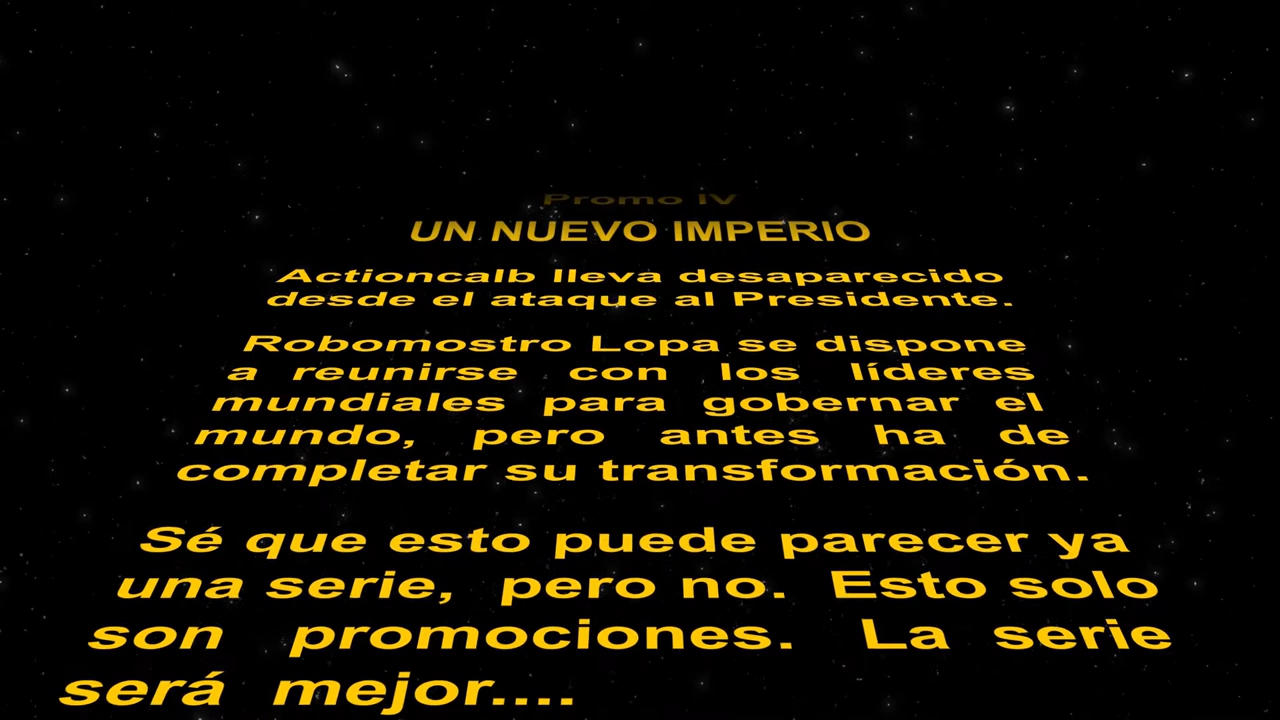 Promo IV
UN NUEVO IMPERIO
Actioncalb lleva desaparecido
desde el ataque al Presidente.
Robomostro Lopa se dispone
a reunirse con los líderes
mundiales para gobernar el
mundo, pero antes ha de
completar su transformación.
Sé que esto puede parecer ya
una serie, pero no. Esto solo
son promociones. La serie
será mejor....